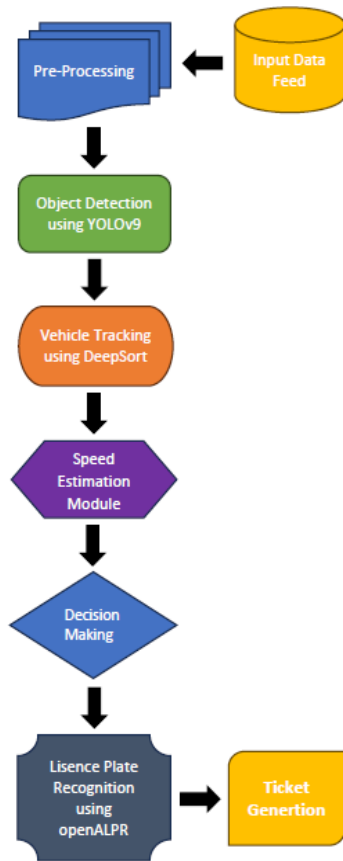 Pre-Processing
Input Data
Feed
Object Detection
using YOLOv9
Vehicle Tracking
using DeepSort
Speed
Estimation
Module
Decision
Making
Lisence Plate
Recognition
using
openALPR
Ticket
Genertion